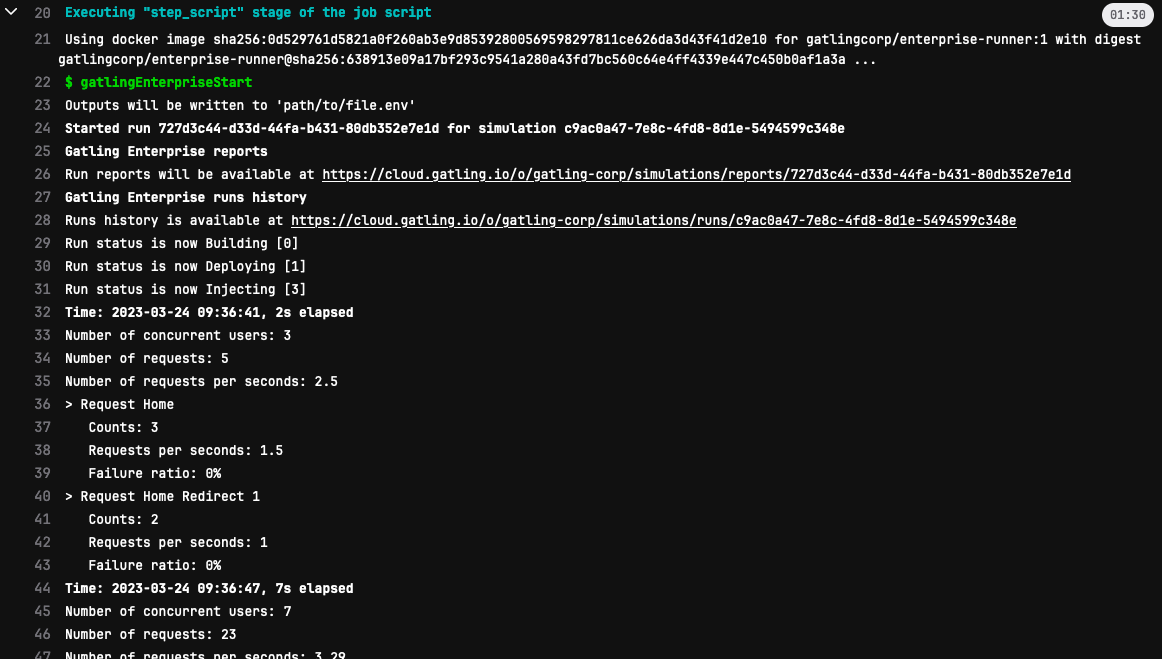 20 Executing "step_script" stage of the job script 01:30
21 Using docker image sha256:0d529761d5821a0f260ab3e9d85392800569598297811ce626da3d43f41d2e10 for gatlingcorp/enterprise-runner:1 with digest
gatlingcorp/enterprise-runner@sha256:638913e09a17bf293c9541a280a43fd7bc560c64e4ff4339e447c450b0af1a3a ...
22 $ gatlingEnterpriseStart
23 Outputs will be written to 'path/to/file.env'
24 Started run 727d3c44-d33d-44fa-b431-80db352e7e1d for simulation c9ac0a47-7e8c-4fd8-8d1e-5494599c348e
25 Gatling Enterprise reports
26 Run reports will be available at https://cloud.gatling.io/o/gatling-corp/simulations/reports/727d3c44-d33d-44fa-b431-80db352e7e1d
27 Gatling Enterprise runs history
28 Runs history is available at https://cloud.gatling.io/o/gatling-corp/simulations/runs/c9ac0a47-7e8c-4fd8-8d1e-5494599c348e
29 Run status is now Building [0]
30 Run status is now Deploying [1]
31 Run status is now Injecting [3]
32 Time: 2023-03-24 09:36:41, 2s elapsed
33 Number of concurrent users: 3
34 Number of requests: 5
35 Number of requests per seconds: 2.5
36 > Request Home
37 Counts: 3
38 Requests per seconds: 1.5
39 Failure ratio: 0%
40 > Request Home Redirect 1
41 Counts: 2
42 Requests per seconds: 1
43 Failure ratio: 0%
44 Time: 2023-03-24 09:36:47, 7s elapsed
45 Number of concurrent users: 7
46 Number of requests: 23
47 Number of requests per seconds: 3.29